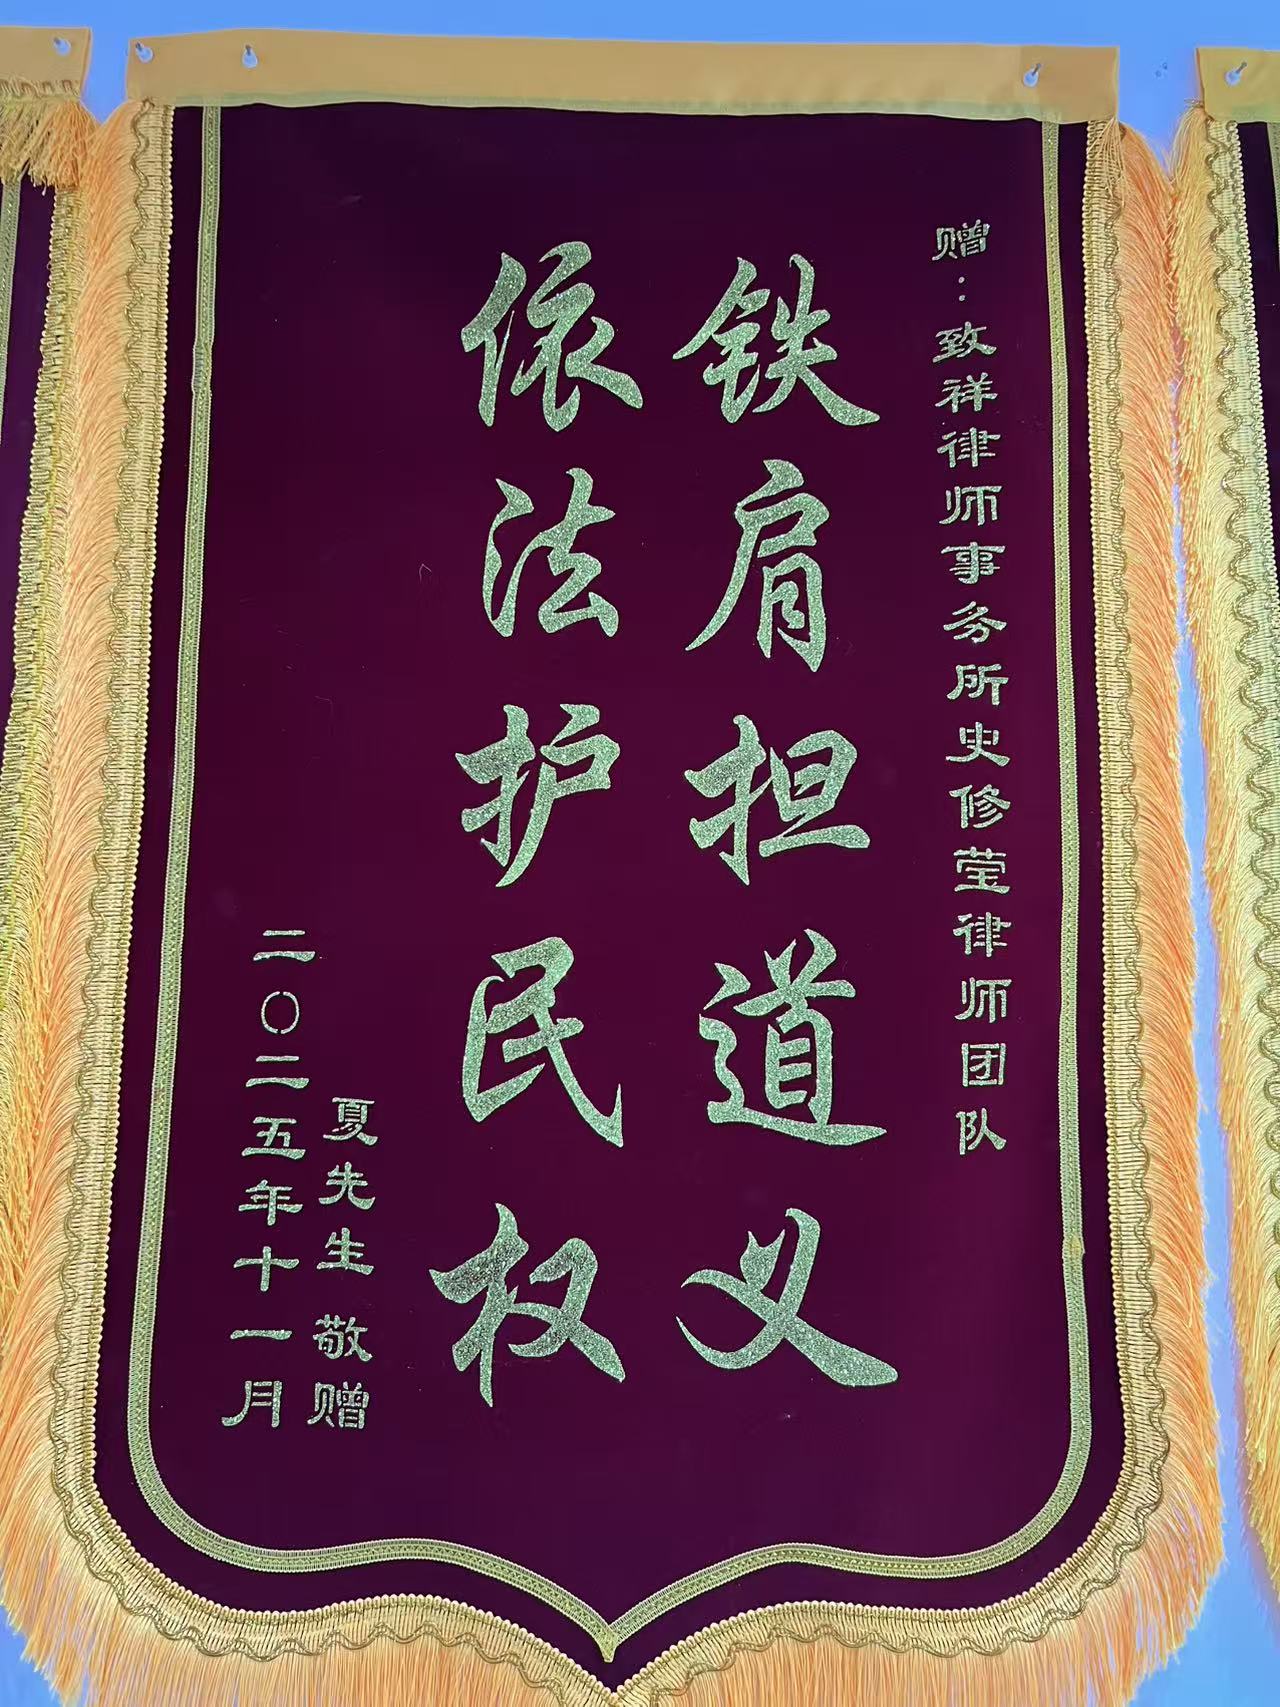 赠：致祥律师事务所史修莹律师团队
铁肩担道义
依法护民权
夏先生 敬赠
二〇二五年十一月